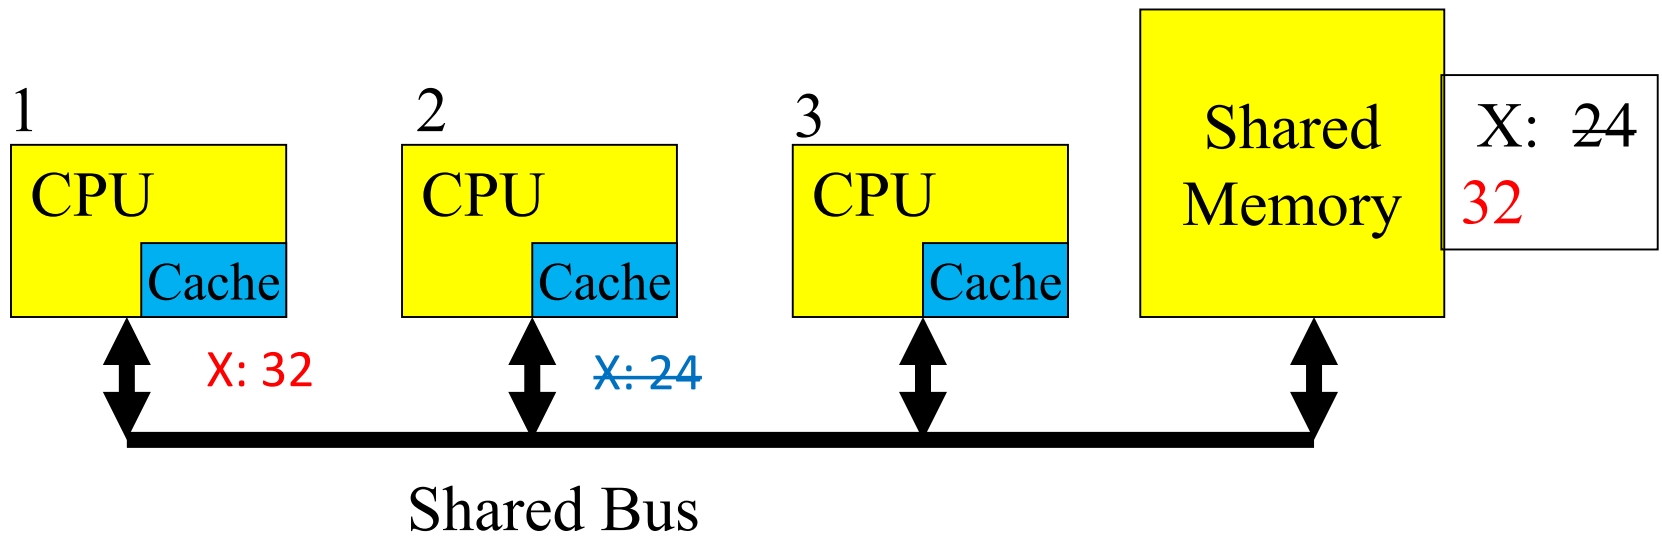 1
CPU
Cache
X: 32
2
CPU
Cache
X: 24
3
CPU
Cache
Shared
Memory
X: 24
32
Shared Bus